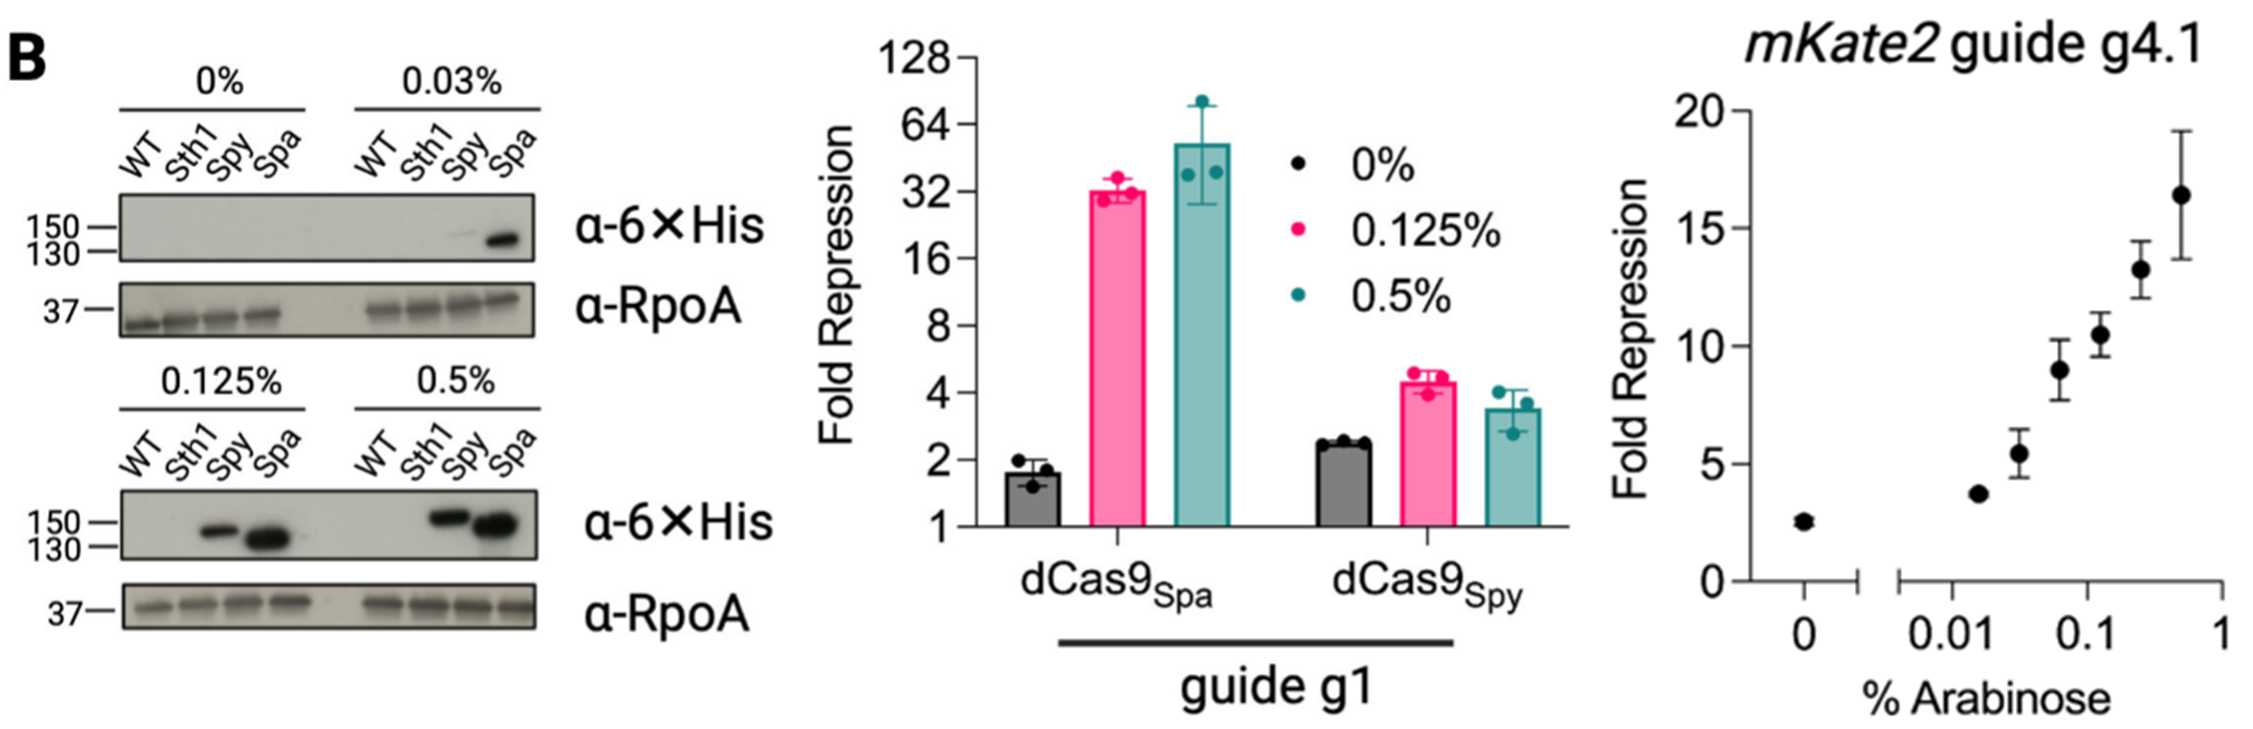 B
0% 0.03%
WT Sth1 Spy Spa WT Sth1 Spy Spa
150
130
α-6×His
37
α-RpoA
0.125% 0.5%
WT Sth1 Spy Spa WT Sth1 Spy Spa
150
130
α-6×His
37
α-RpoA
Fold Repression
128
64
32
16
8
4
2
1
0%
0.125%
0.5%
dCas9Spa dCas9Spy
guide g1
mKate2 guide g4.1
Fold Repression
20
15
10
5
0
0 0.01 0.1 1
% Arabinose